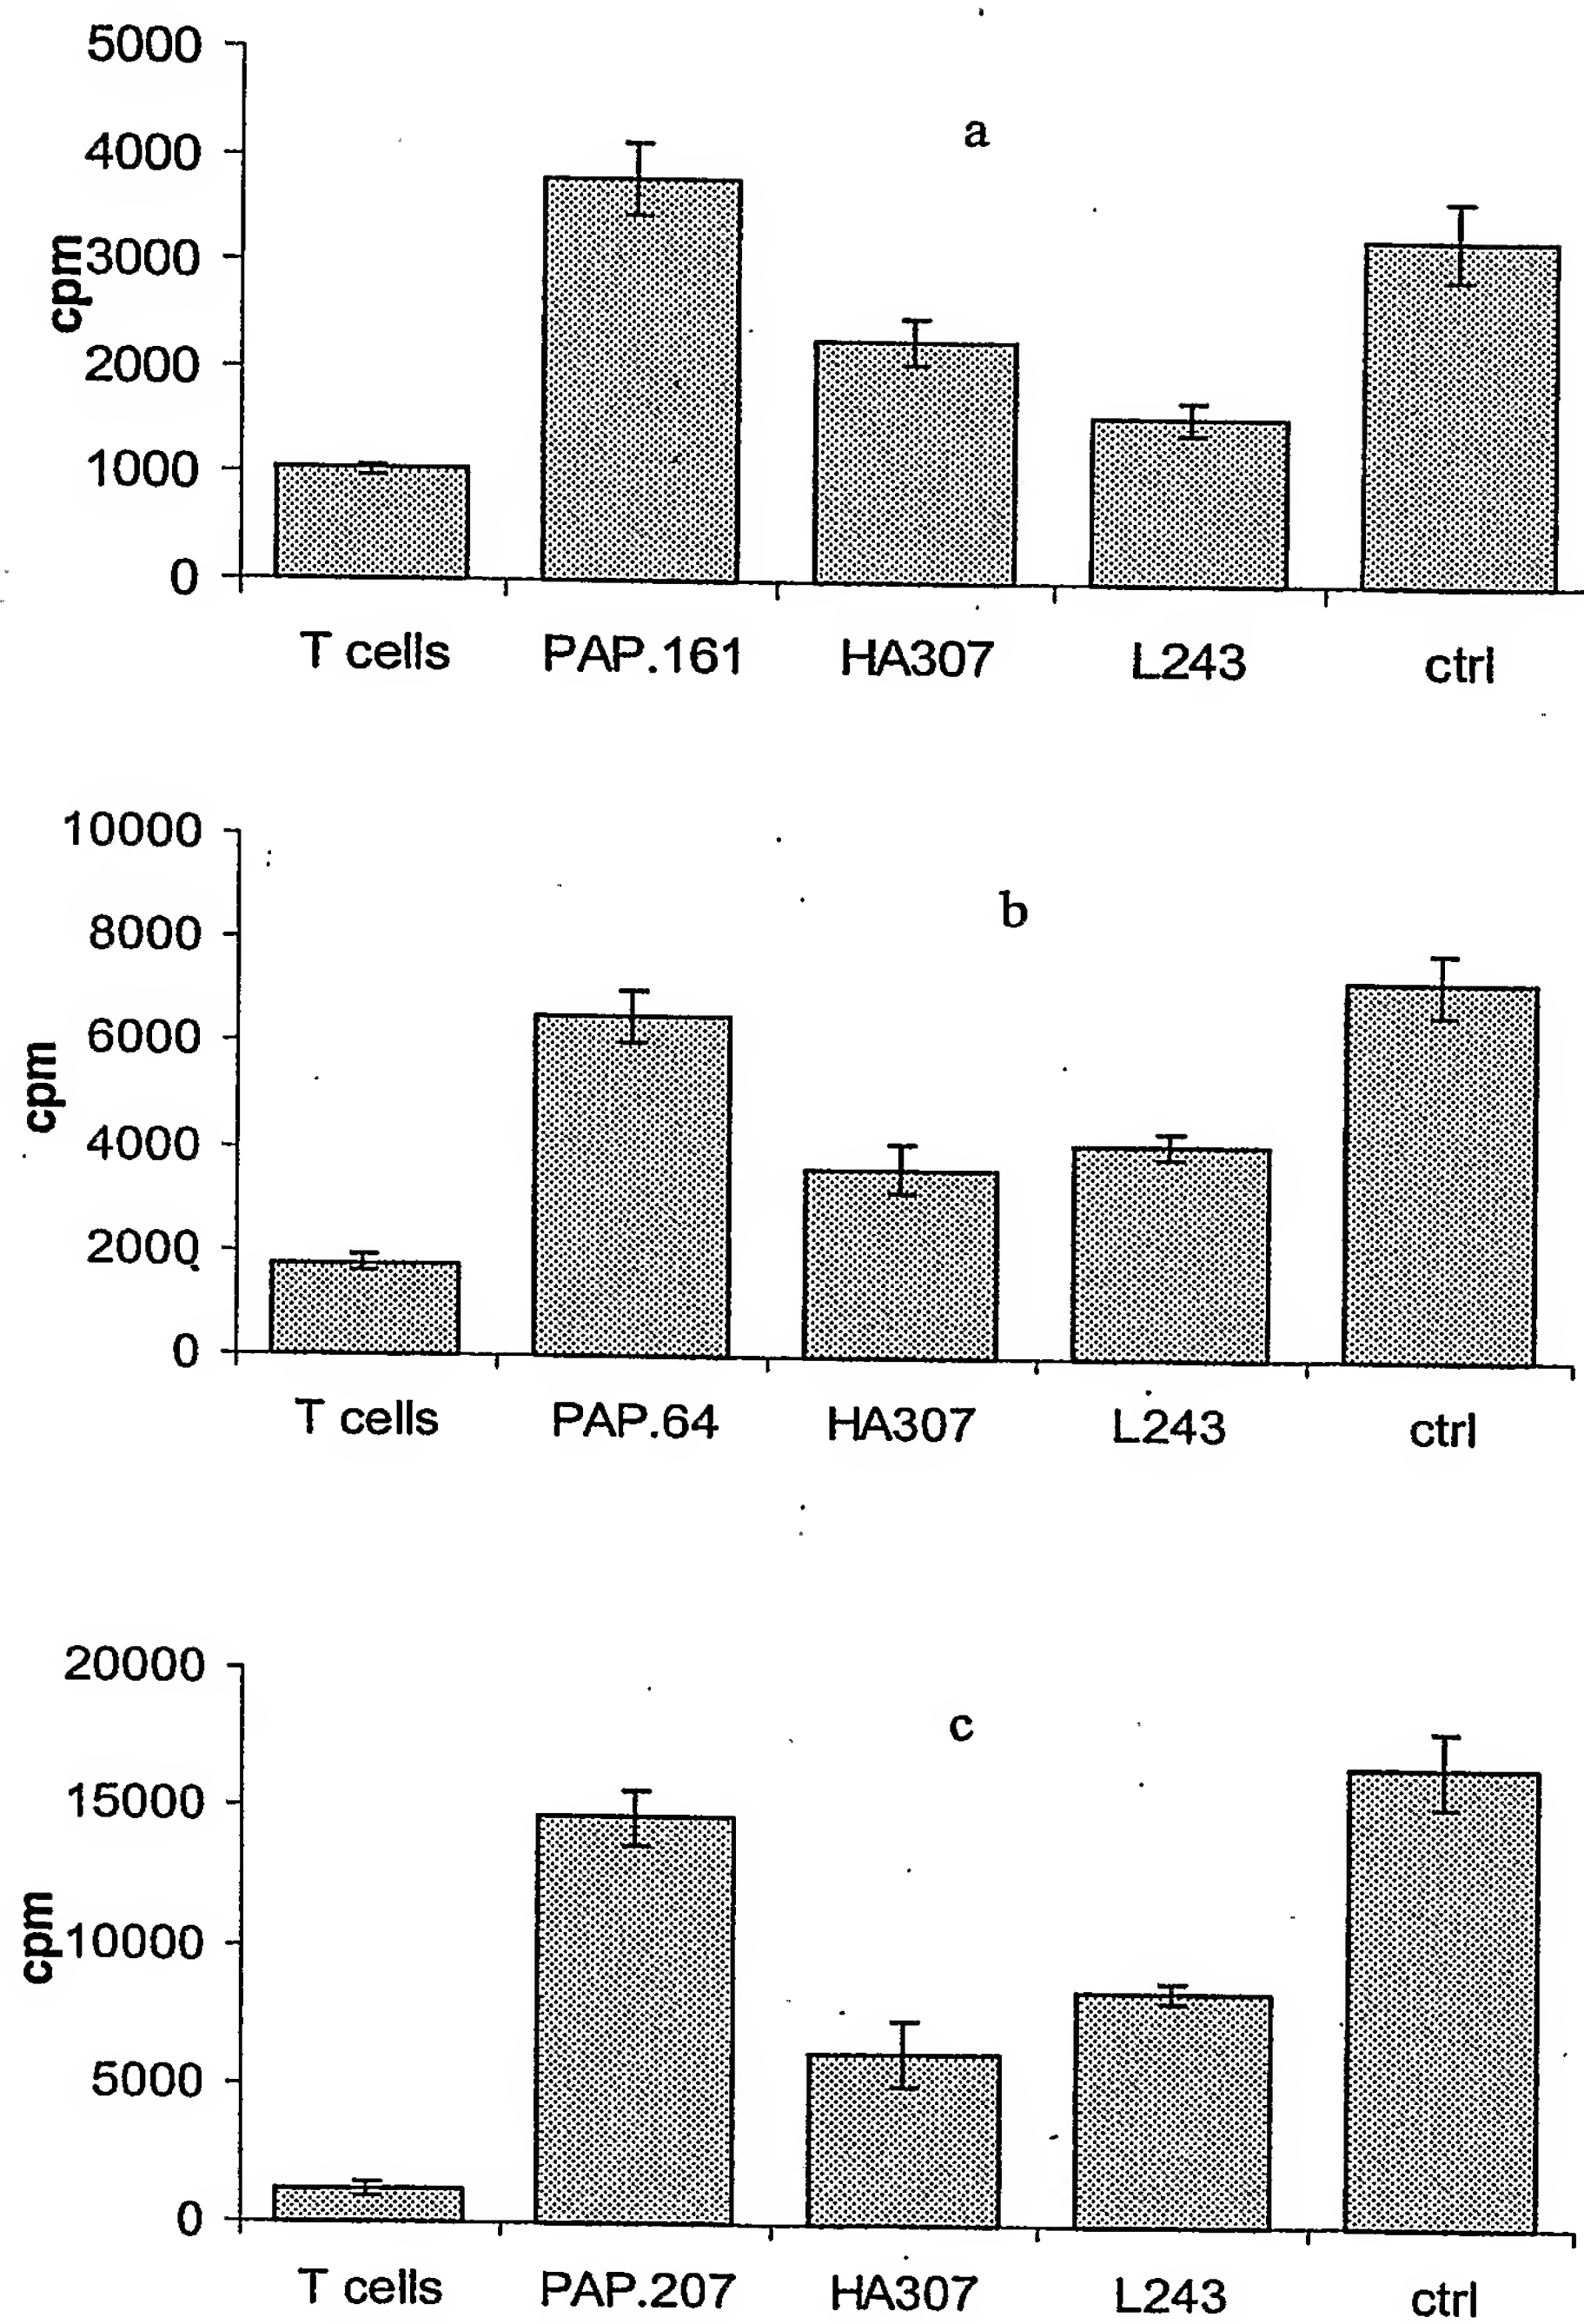 5000
a
4000
cpm
3000
2000
1000
0
T cells PAP.161 HA307 L243 ctrl
10000
b
8000
6000
cpm
4000
2000
0
T cells PAP.64 HA307 L243 ctrl
20000
c
15000
cpm
10000
5000
0
T cells PAP.207 HA307 L243 ctrl